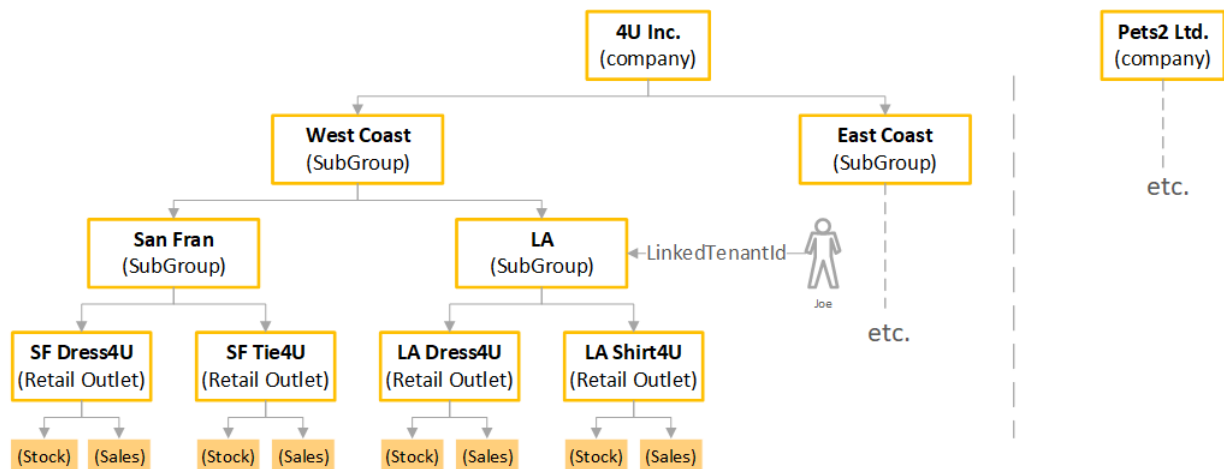 4U Inc.
(company)
Pets2 Ltd.
(company)
West Coast
(SubGroup)
East Coast
(SubGroup)
etc.
San Fran
(SubGroup)
LA
(SubGroup)
LinkedTenantId
Joe
etc.
SF Dress4U
(Retail Outlet)
SF Tie4U
(Retail Outlet)
LA Dress4U
(Retail Outlet)
LA Shirt4U
(Retail Outlet)
(Stock)
(Sales)
(Stock)
(Sales)
(Stock)
(Sales)
(Stock)
(Sales)